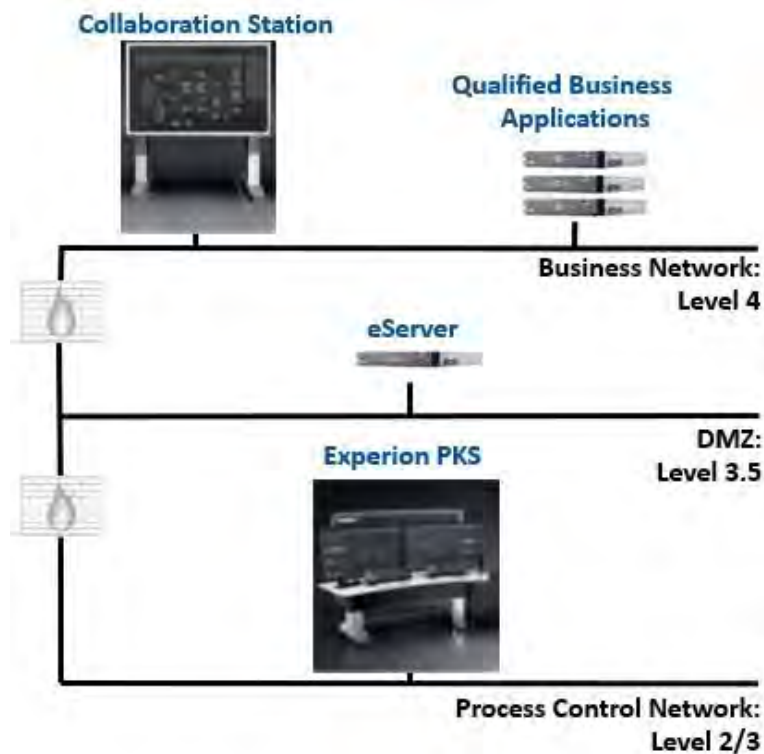 Collaboration Station
Qualified Business
Applications
Business Network:
Level 4
eServer
DMZ:
Level 3.5
Experion PKS
Process Control Network:
Level 2/3